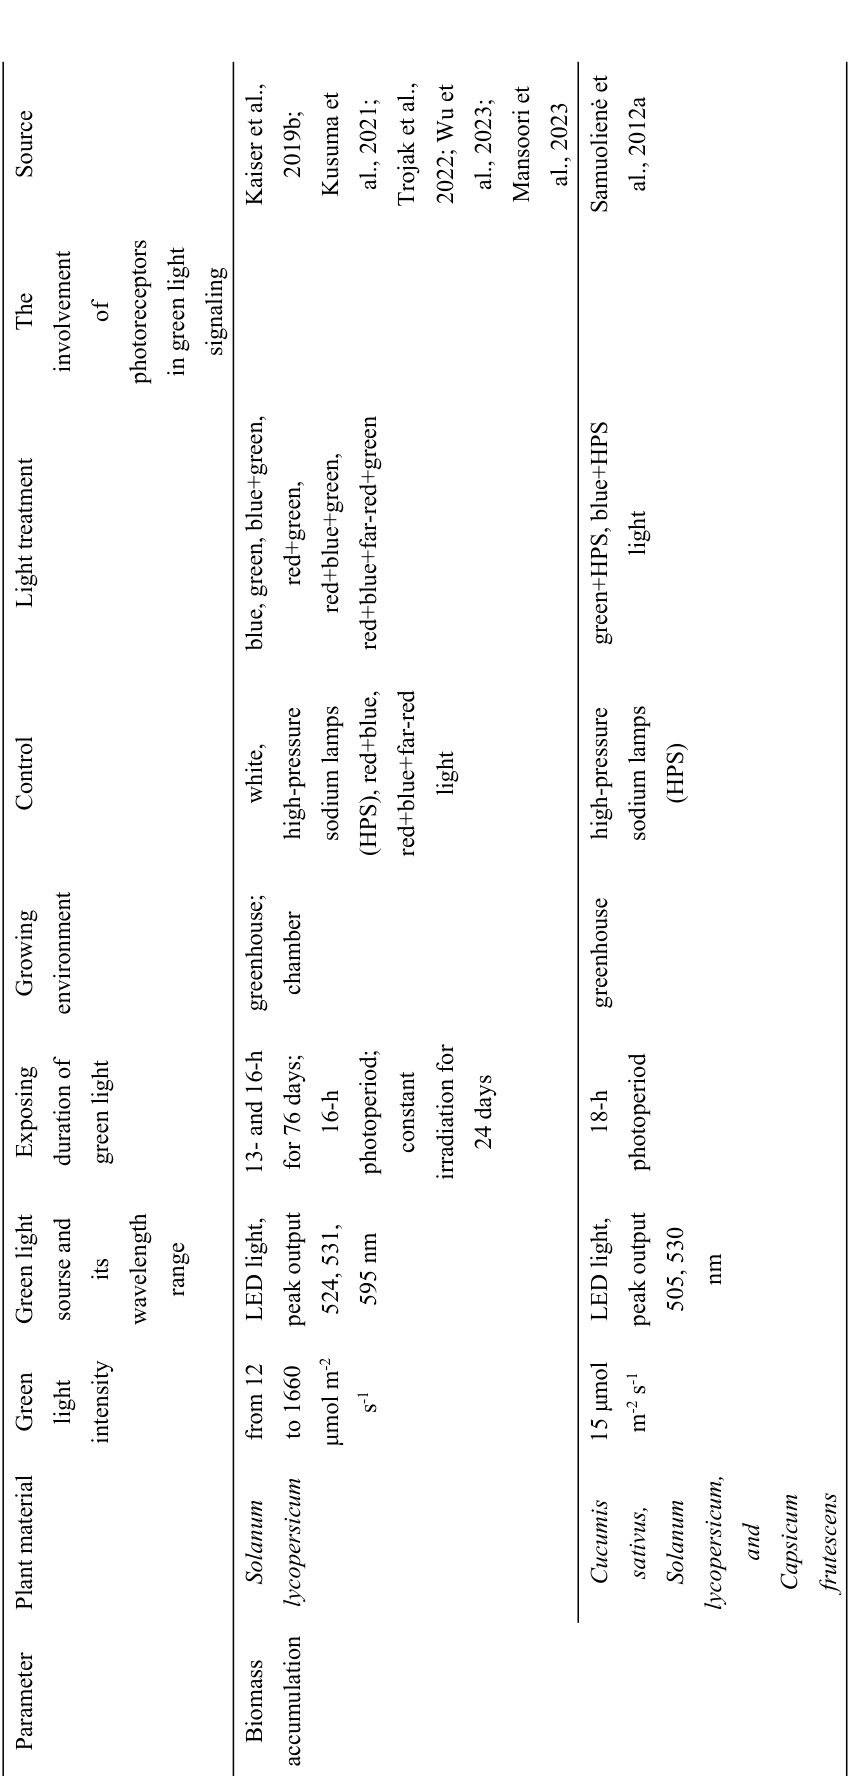 Parameter
Plant material
Green
light
intensity
Green light
sourse and
its
wavelength
range
Exposing
duration of
green light
Growing
environment
Control
Light treatment
The
involvement
of
photoreceptors
in green light
signaling
Source
Biomass
accumulation
Solanum
lycopersicum
from 12
to 1660
μmol m-2
s-1
LED light,
peak output
524, 531,
595 nm
13- and 16-h
for 76 days;
16-h
photoperiod;
constant
irradiation for
24 days
greenhouse;
chamber
white,
high-pressure
sodium lamps
(HPS), red+blue,
red+blue+far-red
light
blue, green, blue+green,
red+green,
red+blue+green,
red+blue+far-red+green
Kaiser et al.,
2019b;
Kusuma et
al., 2021;
Trojak et al.,
2022; Wu et
al., 2023;
Mansoori et
al., 2023
Cucumis
sativus,
Solanum
lycopersicum,
and
Capsicum
frutescens
15 μmol
m-2 s-1
LED light,
peak output
505, 530
nm
18-h
photoperiod
greenhouse
high-pressure
sodium lamps
(HPS)
green+HPS, blue+HPS
light
Samuolienė et
al., 2012a